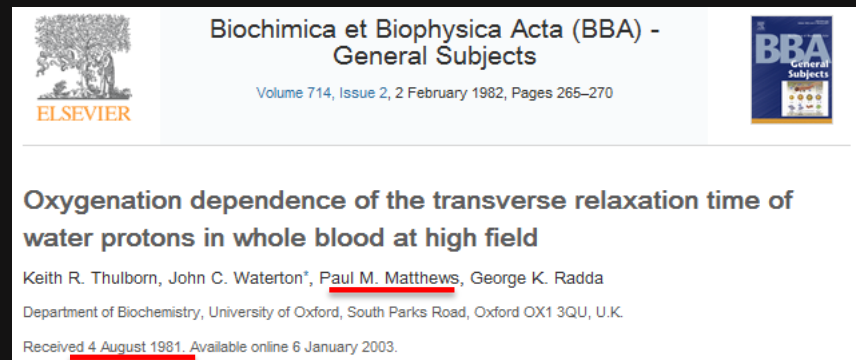 Biochimica et Biophysica Acta (BBA) -
General Subjects
Volume 714, Issue 2, 2 February 1982, Pages 265–270
ELSEVIER
BBA
General
Subjects
Oxygenation dependence of the transverse relaxation time of
water protons in whole blood at high field
Keith R. Thulborn, John C. Waterton*, Paul M. Matthews, George K. Radda
Department of Biochemistry, University of Oxford, South Parks Road, Oxford OX1 3QU, U.K.
Received 4 August 1981. Available online 6 January 2003.